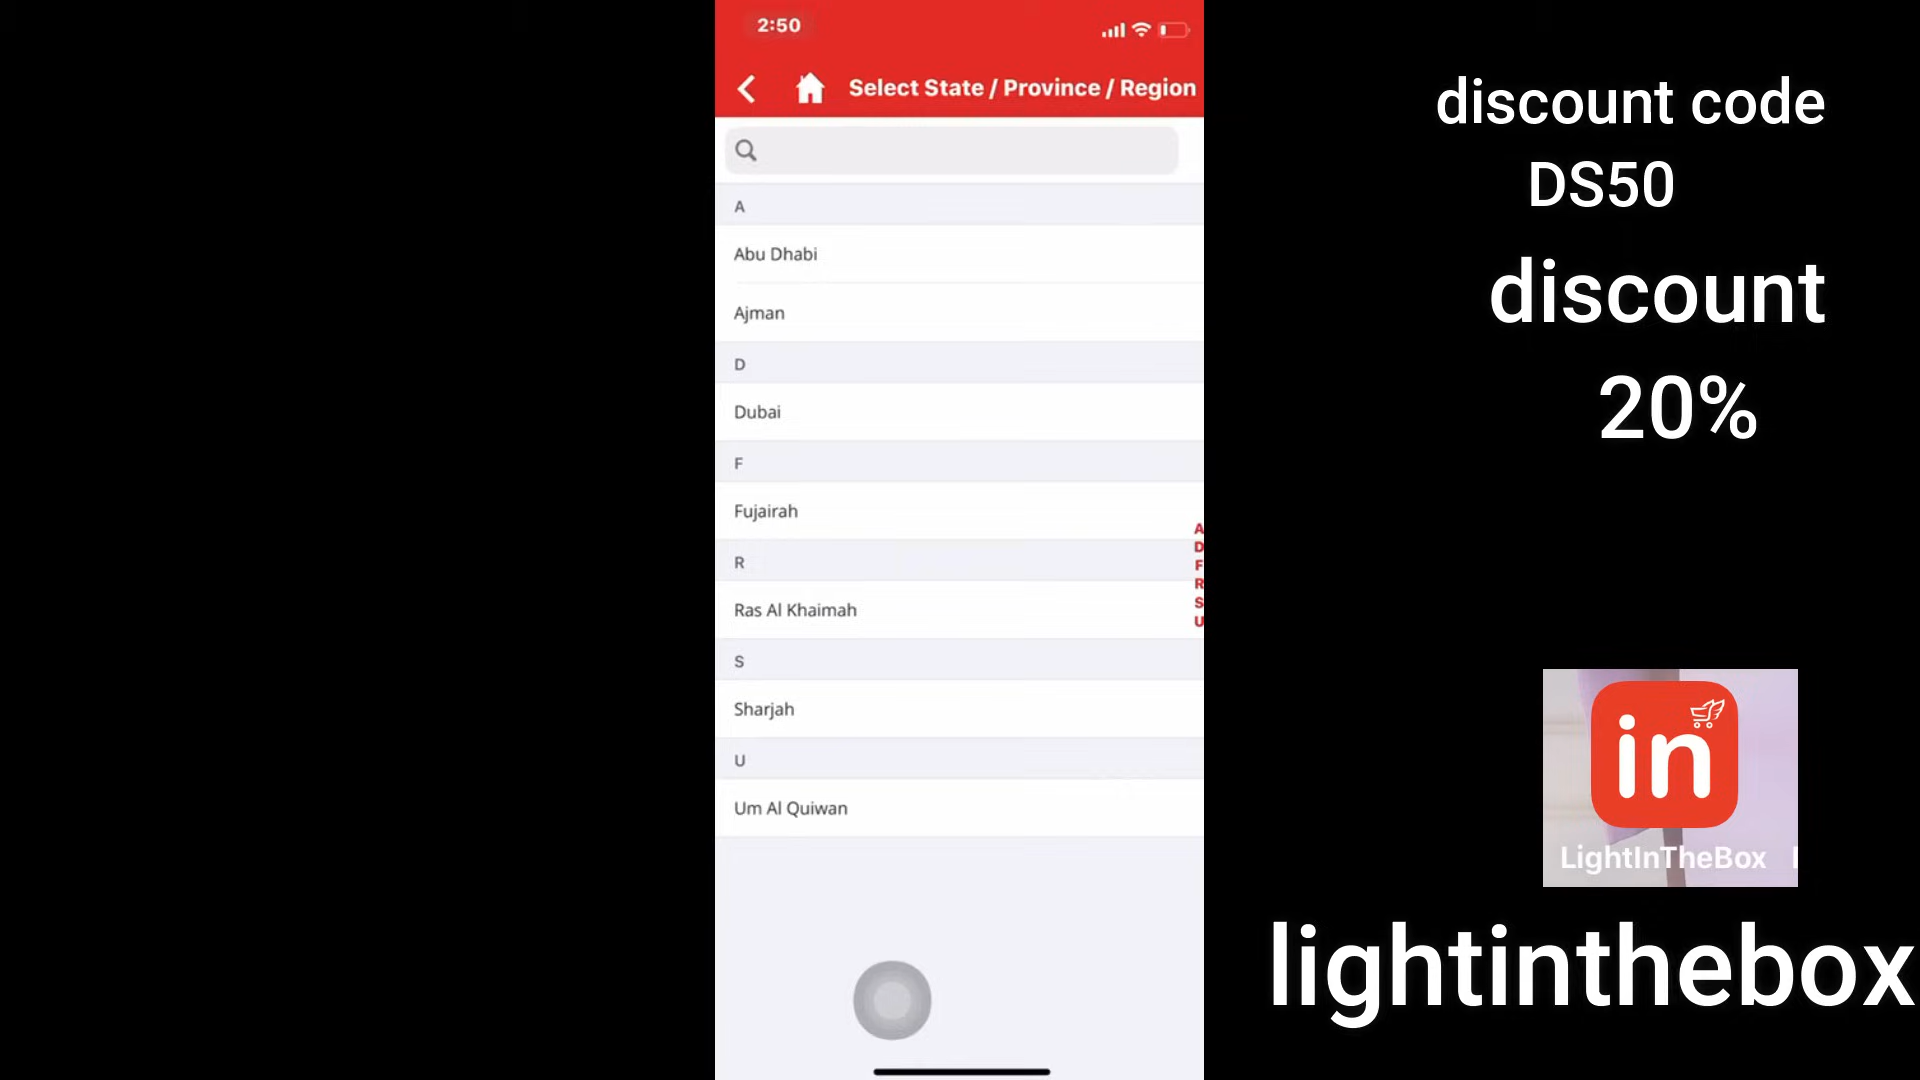 2:50
Select State / Province / Region
A
Abu Dhabi
Ajman
D
Dubai
F
Fujairah
R
Ras Al Khaimah
S
Sharjah
U
Um Al Quiwan
A
D
F
R
S
U
discount code
DS50
discount
20%
in
LightInTheBox
lightinthebox